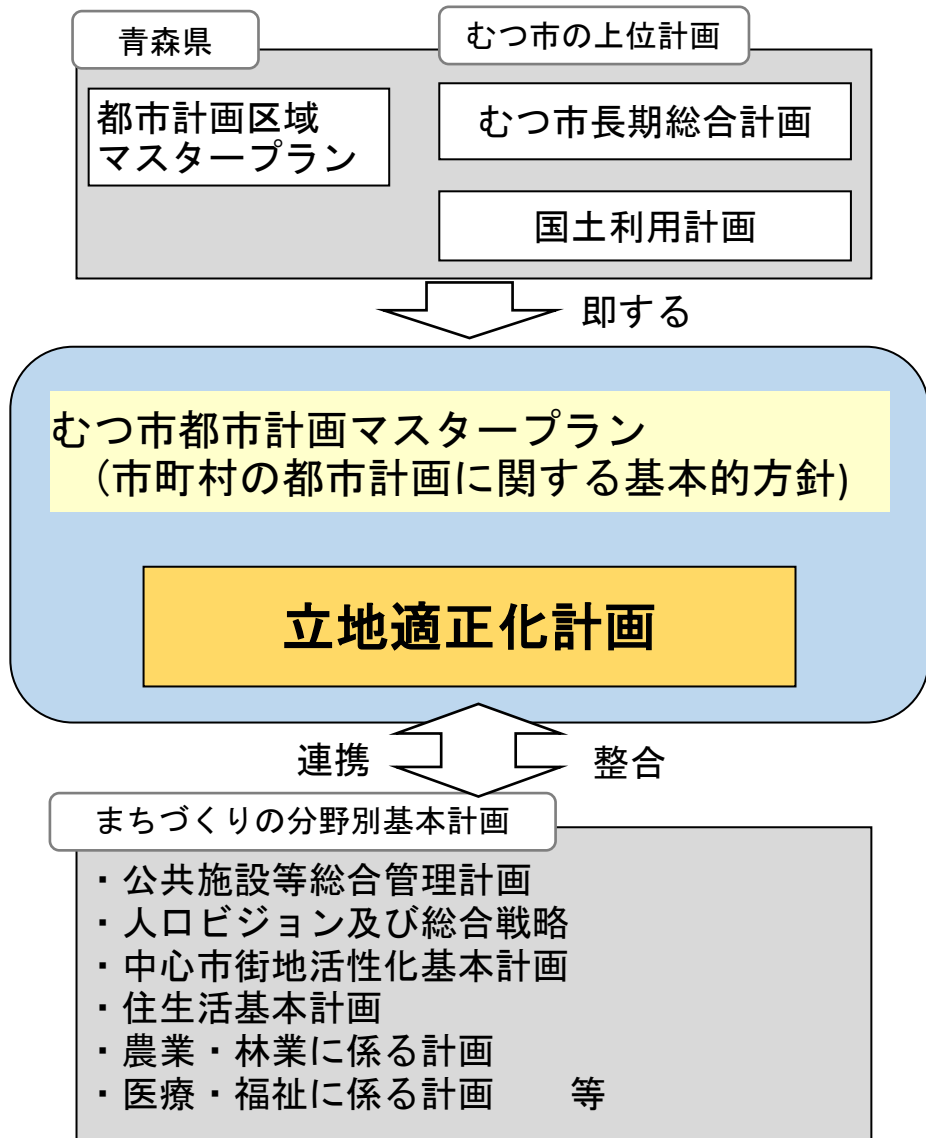 青森県
都市計画区域
マスタープラン
むつ市の上位計画
むつ市長期総合計画
国土利用計画
即する
むつ市都市計画マスタープラン
(市町村の都市計画に関する基本的方針)
立地適正化計画
連携
整合
まちづくりの分野別基本計画
・公共施設等総合管理計画
・人口ビジョン及び総合戦略
・中心市街地活性化基本計画
・住生活基本計画
・農業・林業に係る計画
・医療・福祉に係る計画　　等